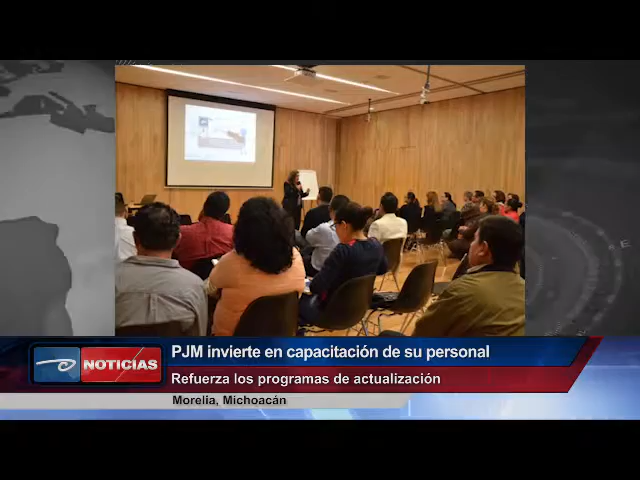 NOTICIAS
PJM invierte en capacitación de su personal
Refuerza los programas de actualización
Morelia, Michoacán